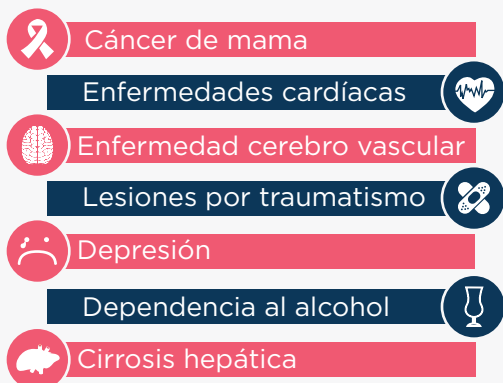 Cáncer de mama
Enfermedades cardíacas
Enfermedad cerebro vascular
Lesiones por traumatismo
Depresión
Dependencia al alcohol
Cirrosis hepática